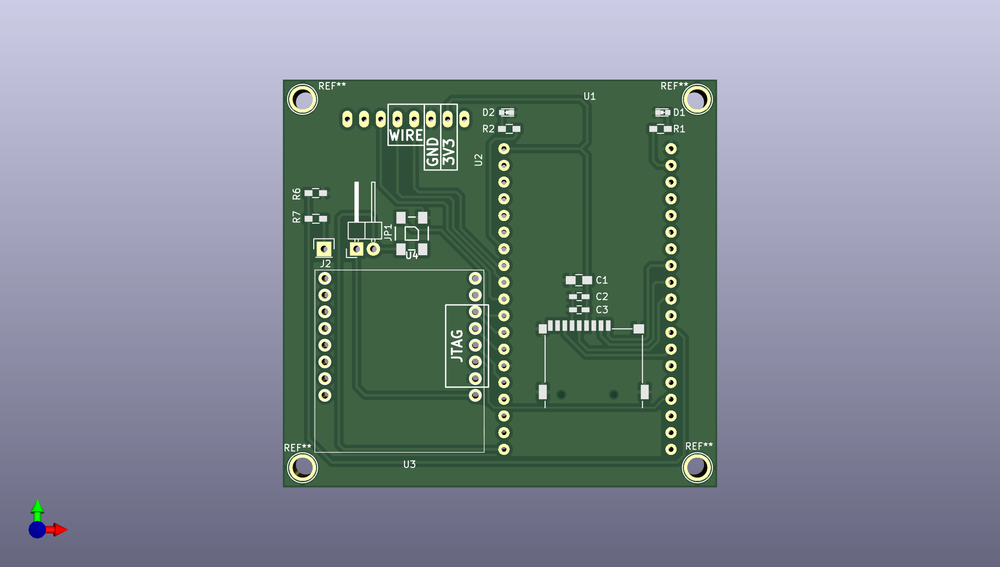 REF**
REF**
U1
D2
D1
R2
R1
WIRE
GND
3V3
U2
R6
R7
JP1
U4
J2
C1
C2
C3
JTAG
REF**
REF**
U3